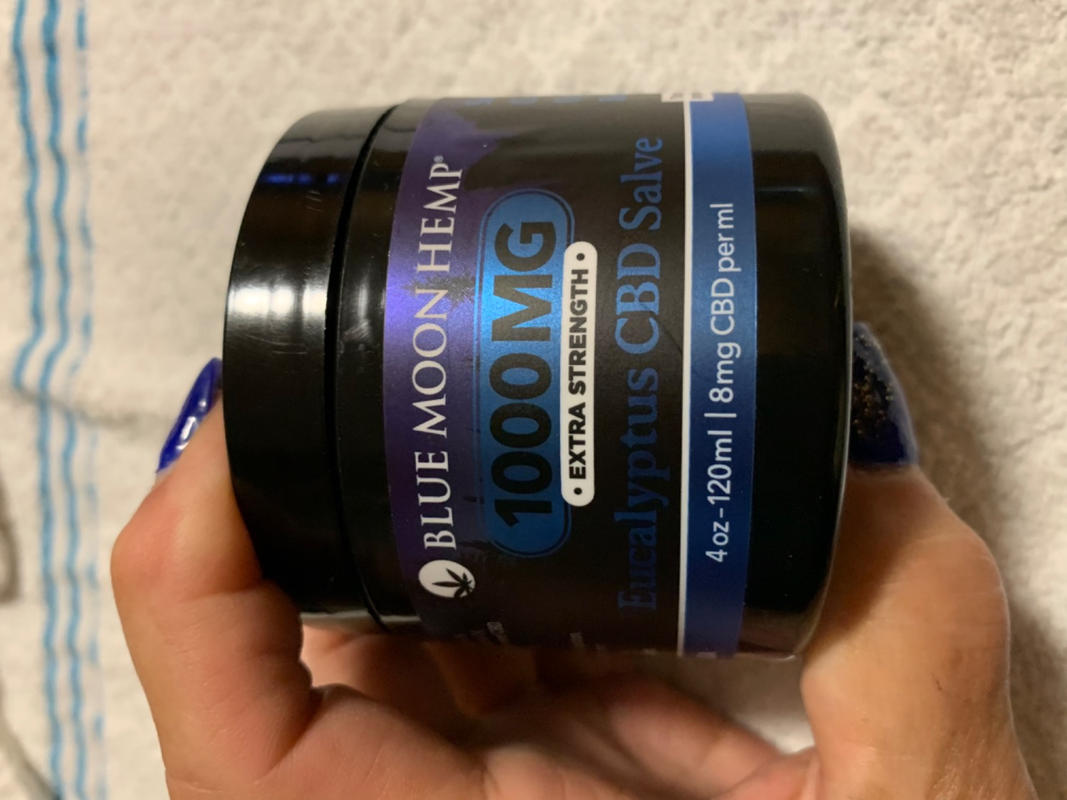 BLUE MOON HEMP®
1000MG
• EXTRA STRENGTH •
Eucalyptus CBD Salve
4 oz - 120ml | 8mg CBD per ml